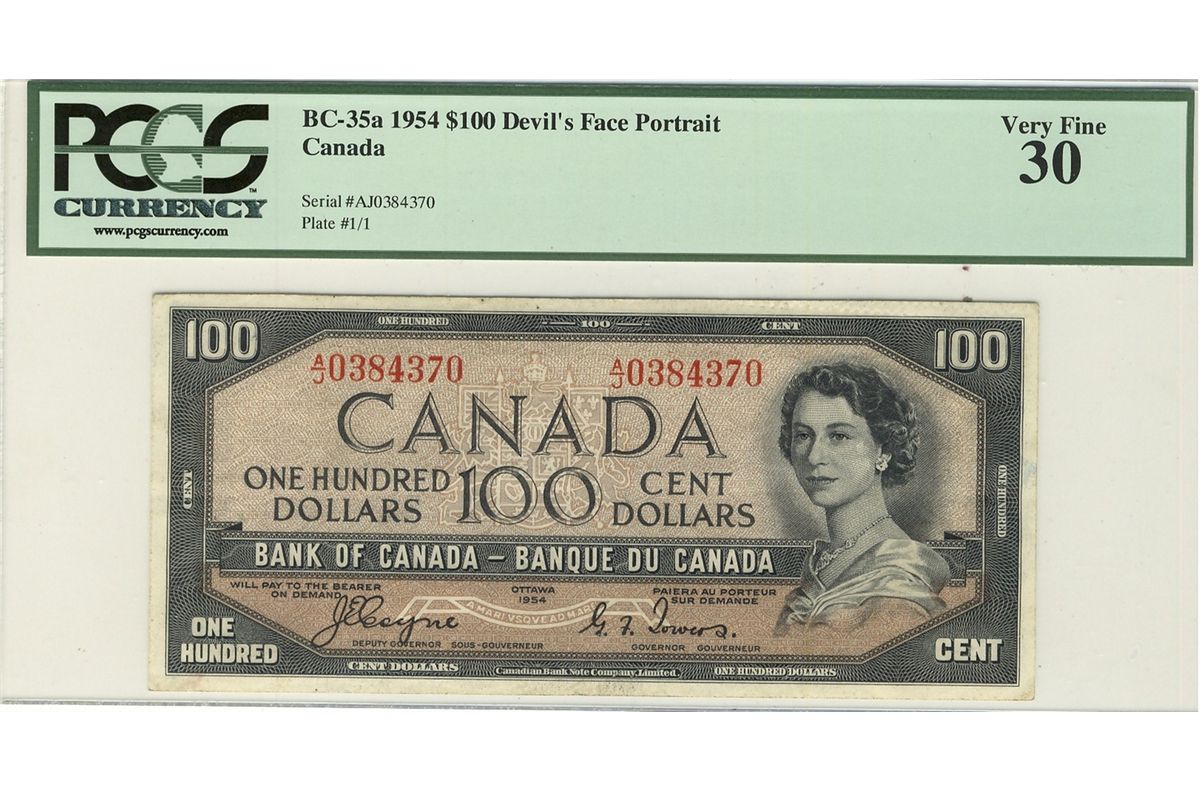 PCGS
CURRENCY
™
www.pcgscurrency.com
BC-35a 1954 $100 Devil's Face Portrait
Canada
Serial #AJ0384370
Plate #1/1
Very Fine
30
ONE HUNDRED
100
CENT
100
100
A/J 0384370
A/J 0384370
CANADA
ONE HUNDRED
DOLLARS
100
CENT
DOLLARS
CENT
ONE HUNDRED
BANK OF CANADA – BANQUE DU CANADA
WILL PAY TO THE BEARER
ON DEMAND
OTTAWA
1954
PAIERA AU PORTEUR
SUR DEMANDE
A MARI VSQVE AD MARE
J.E. Coyne
G. F. Towers.
DEPUTY GOVERNOR SOUS-GOUVERNEUR
GOVERNOR GOUVERNEUR
ONE
HUNDRED
CENT
CENT DOLLARS
Canadian Bank Note Company, Limited
ONE HUNDRED DOLLARS